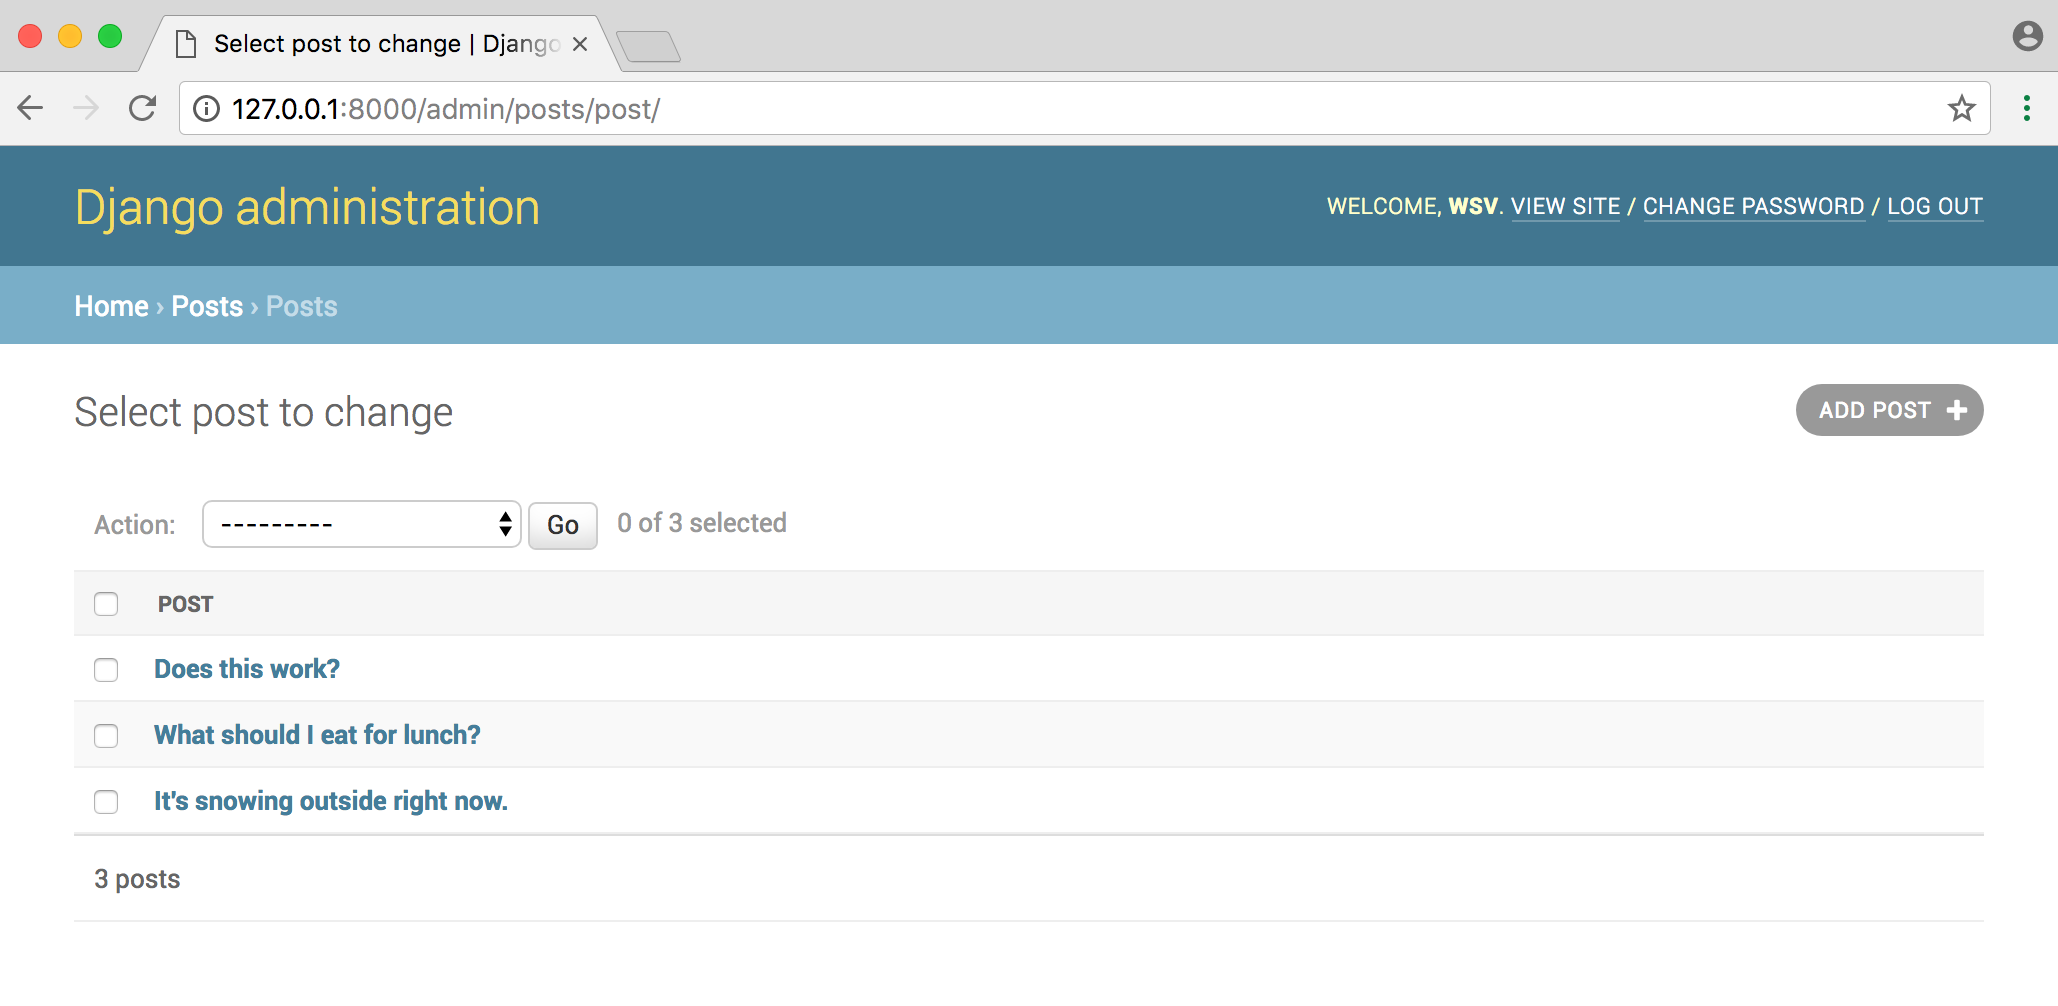 Select post to change | Django
127.0.0.1:8000/admin/posts/post/
Django administration
WELCOME, WSV. VIEW SITE / CHANGE PASSWORD / LOG OUT
Home › Posts › Posts
Select post to change
ADD POST
Action: --------- Go 0 of 3 selected
POST
Does this work?
What should I eat for lunch?
It's snowing outside right now.
3 posts